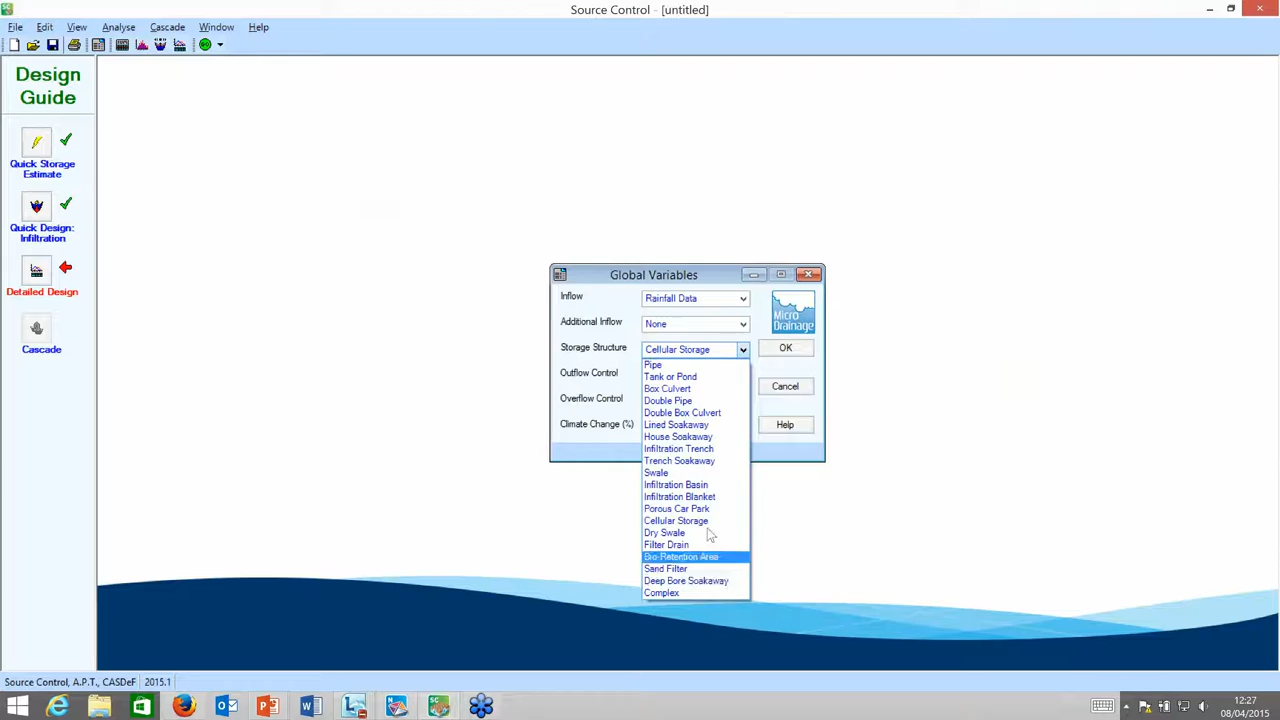 Source Control - [untitled]
File Edit View Analyse Cascade Window Help
Design
Guide
Quick Storage
Estimate
Quick Design:
Infiltration
Detailed Design
Cascade
Global Variables
Inflow Rainfall Data
Additional Inflow None
Storage Structure Cellular Storage
Outflow Control
Overflow Control
Climate Change (%)
Micro
Drainage
OK
Cancel
Help
Pipe
Tank or Pond
Box Culvert
Double Pipe
Double Box Culvert
Lined Soakaway
House Soakaway
Infiltration Trench
Trench Soakaway
Swale
Infiltration Basin
Infiltration Blanket
Porous Car Park
Cellular Storage
Dry Swale
Filter Drain
Bio-Retention Area
Sand Filter
Deep Bore Soakaway
Complex
Source Control, A.P.T., CASDeF 2015.1
12:27
08/04/2015